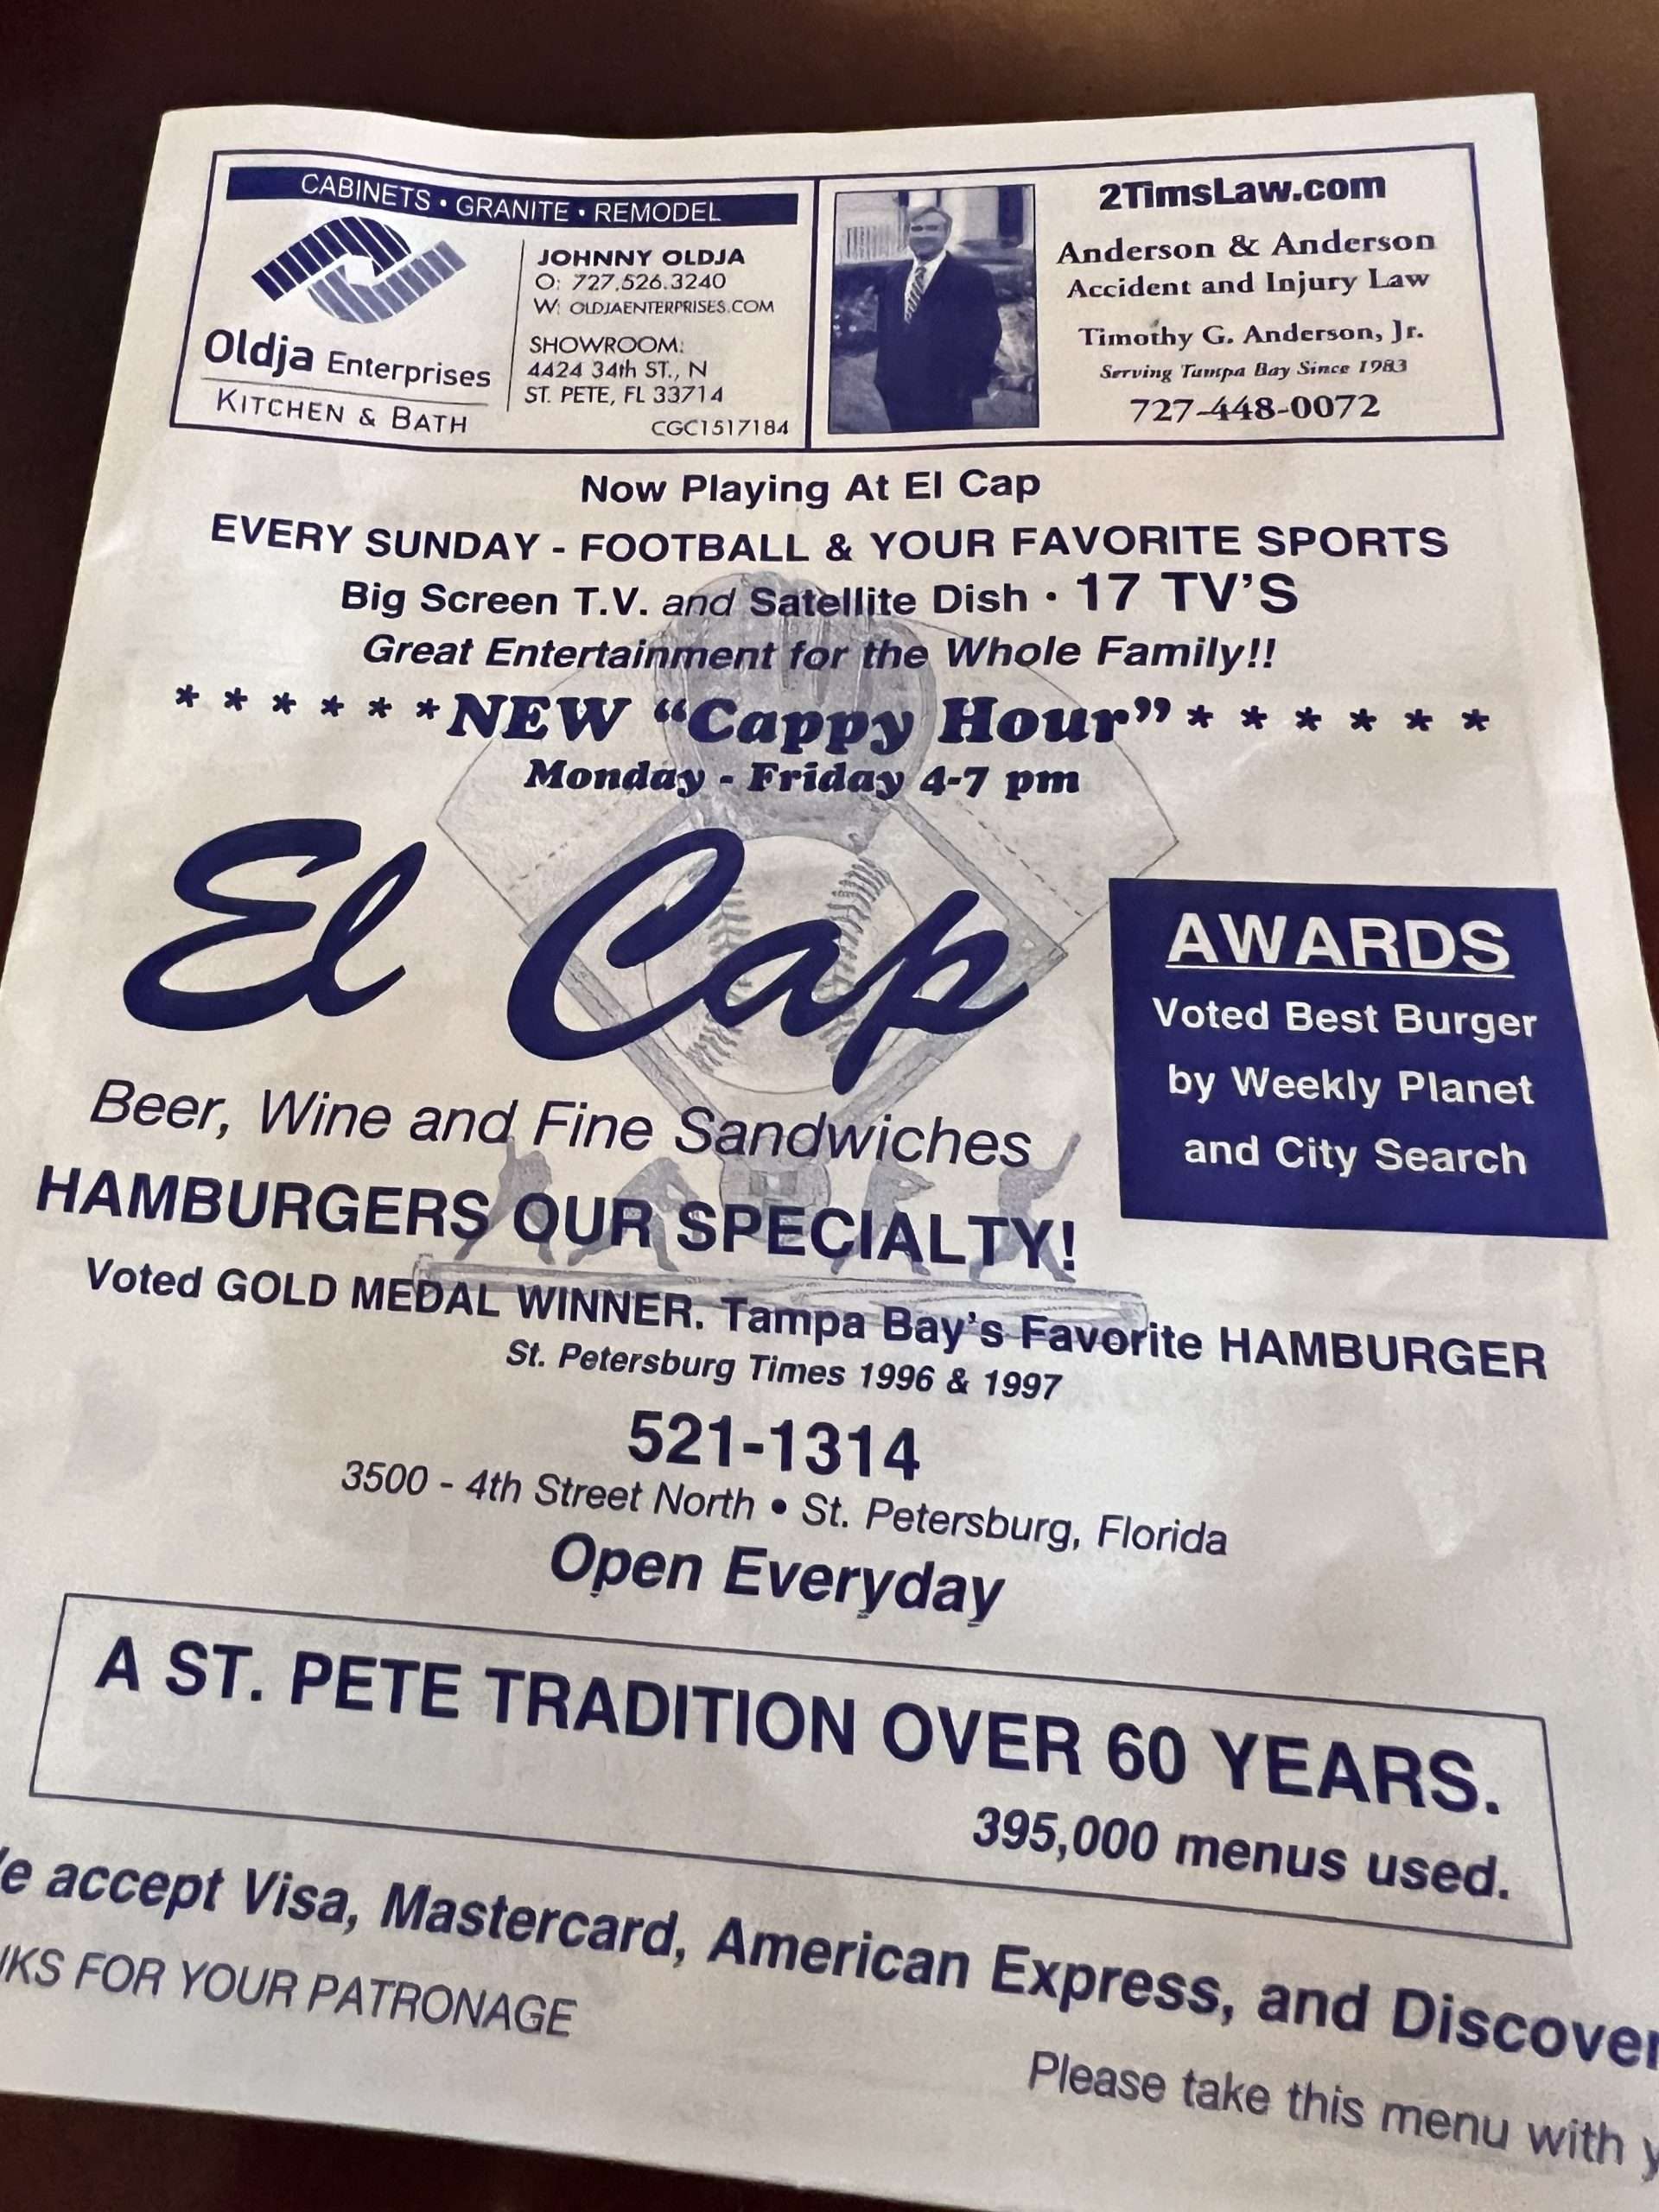 CABINETS • GRANITE • REMODEL
Oldja Enterprises
KITCHEN & BATH
JOHNNY OLDJA
O: 727.526.3240
W: OLDJAENTERPRISES.COM
SHOWROOM:
4424 34th ST., N
ST. PETE, FL 33714
CGC1517184
2TimsLaw.com
Anderson & Anderson
Accident and Injury Law
Timothy G. Anderson, Jr.
Serving Tampa Bay Since 1983
727-448-0072
Now Playing At El Cap
EVERY SUNDAY - FOOTBALL & YOUR FAVORITE SPORTS
Big Screen T.V. and Satellite Dish • 17 TV'S
Great Entertainment for the Whole Family!!
* * * * * * NEW “Cappy Hour” * * * * * *
Monday - Friday 4-7 pm
El Cap
AWARDS
Voted Best Burger
by Weekly Planet
and City Search
Beer, Wine and Fine Sandwiches
HAMBURGERS OUR SPECIALTY!
Voted GOLD MEDAL WINNER. Tampa Bay's Favorite HAMBURGER
St. Petersburg Times 1996 & 1997
521-1314
3500 - 4th Street North • St. Petersburg, Florida
Open Everyday
A ST. PETE TRADITION OVER 60 YEARS.
395,000 menus used.
accept Visa, Mastercard, American Express, and Discover
FOR YOUR PATRONAGE
Please take this menu with